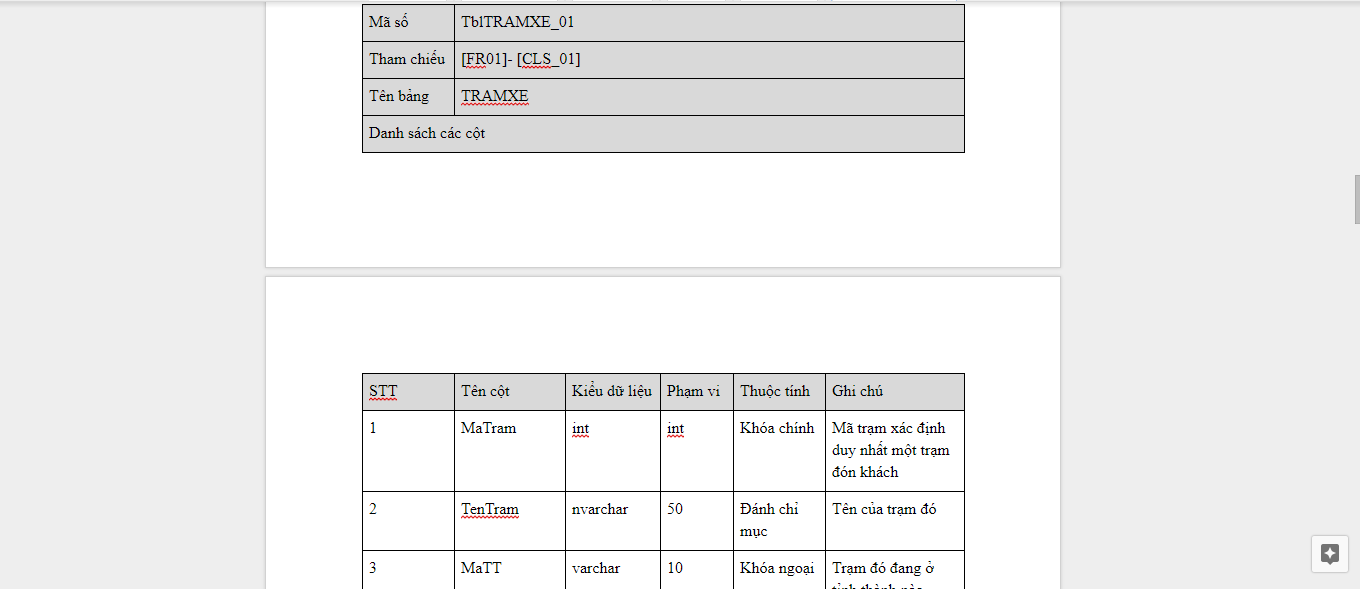 Mã số TblTRAMXE_01
Tham chiếu [FR01]- [CLS_01]
Tên bảng TRAMXE
Danh sách các cột
STT Tên cột Kiểu dữ liệu Phạm vi Thuộc tính Ghi chú
1 MaTram int int Khóa chính Mã trạm xác định
duy nhất một trạm
đón khách
2 TenTram nvarchar 50 Đánh chỉ Tên của trạm đó
mục
3 MaTT varchar 10 Khóa ngoại Trạm đó đang ở
tỉnh thành nào